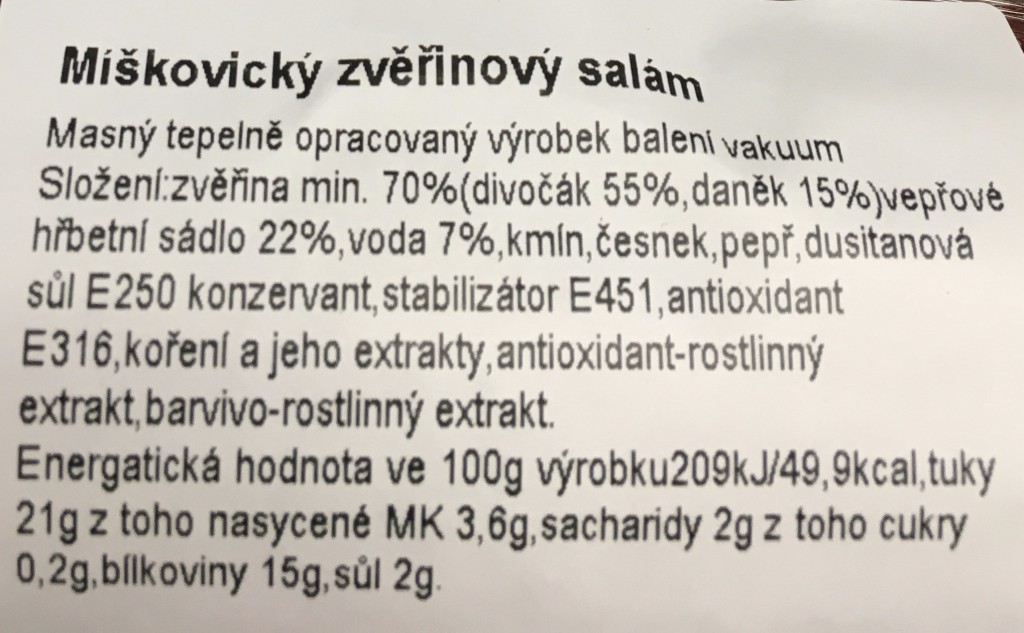 Míškovický zvěřinový salám
Masný tepelně opracovaný výrobek balení vakuum
Složení:zvěřina min. 70%(divočák 55%,daněk 15%)vepřové
hřbetní sádlo 22%,voda 7%,kmín,česnek,pepř,dusitanová
sůl E250 konzervant,stabilizátor E451,antioxidant
E316,koření a jeho extrakty,antioxidant-rostlinný
extrakt,barvivo-rostlinný extrakt.
Energatická hodnota ve 100g výrobku209kJ/49,9kcal,tuky
21g z toho nasycené MK 3,6g,sacharidy 2g z toho cukry
0,2g,bílkoviny 15g,sůl 2g.